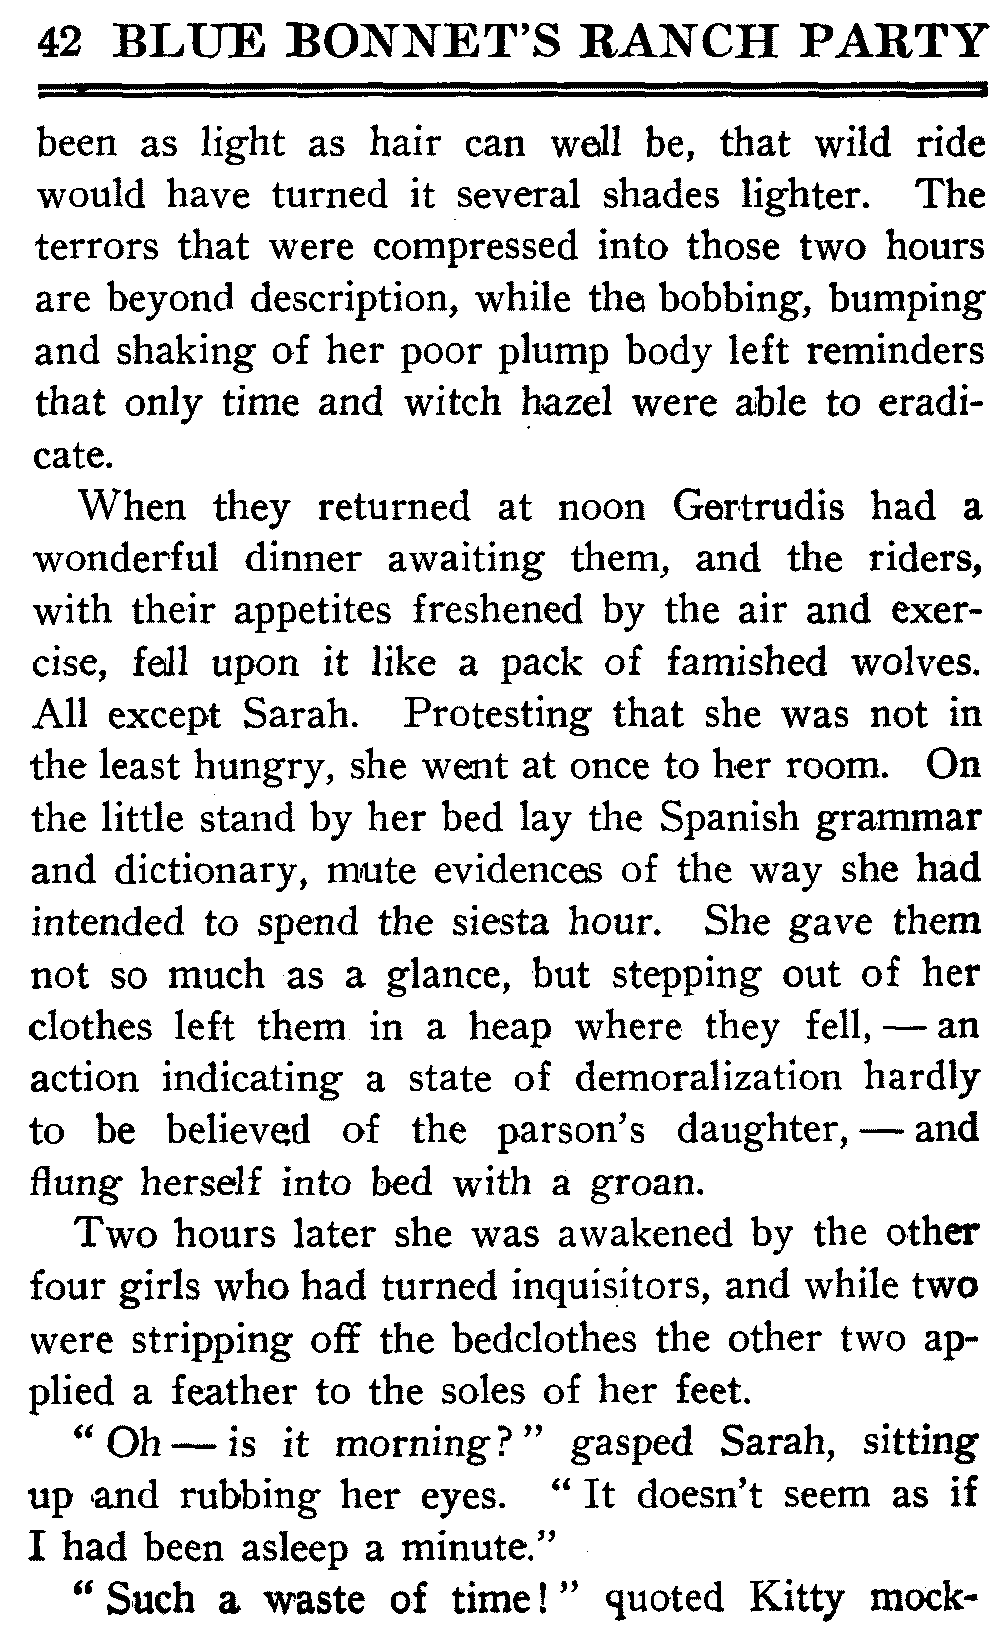 42 BLUE BONNET'S RANCH PARTY
been as light as hair can well be, that wild ride
would have turned it several shades lighter. The
terrors that were compressed into those two hours
are beyond description, while the bobbing, bumping
and shaking of her poor plump body left reminders
that only time and witch hazel were able to eradi-
cate.
When they returned at noon Gertrudis had a
wonderful dinner awaiting them, and the riders,
with their appetites freshened by the air and exer-
cise, fell upon it like a pack of famished wolves.
All except Sarah. Protesting that she was not in
the least hungry, she went at once to her room. On
the little stand by her bed lay the Spanish grammar
and dictionary, mute evidences of the way she had
intended to spend the siesta hour. She gave them
not so much as a glance, but stepping out of her
clothes left them in a heap where they fell, — an
action indicating a state of demoralization hardly
to be believed of the parson's daughter, — and
flung herself into bed with a groan.
Two hours later she was awakened by the other
four girls who had turned inquisitors, and while two
were stripping off the bedclothes the other two ap-
plied a feather to the soles of her feet.
" Oh — is it morning? " gasped Sarah, sitting
up and rubbing her eyes. " It doesn't seem as if
I had been asleep a minute."
" Such a waste of time! " quoted Kitty mock-